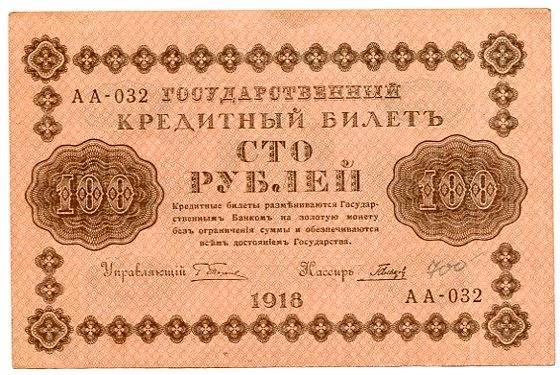 АА-032 ГОСУДАРСТВЕННЫЙ
КРЕДИТНЫЙ БИЛЕТЪ
СТО
РУБЛЕЙ
100
100
Кредитные билеты размѣниваются Государ-
ственнымъ Банкомъ на золотую монету
безъ ограниченія суммы и обезпечиваются
всѣмъ достояніемъ Государства.
Управляющій
Кассиръ
700
1918
АА-032